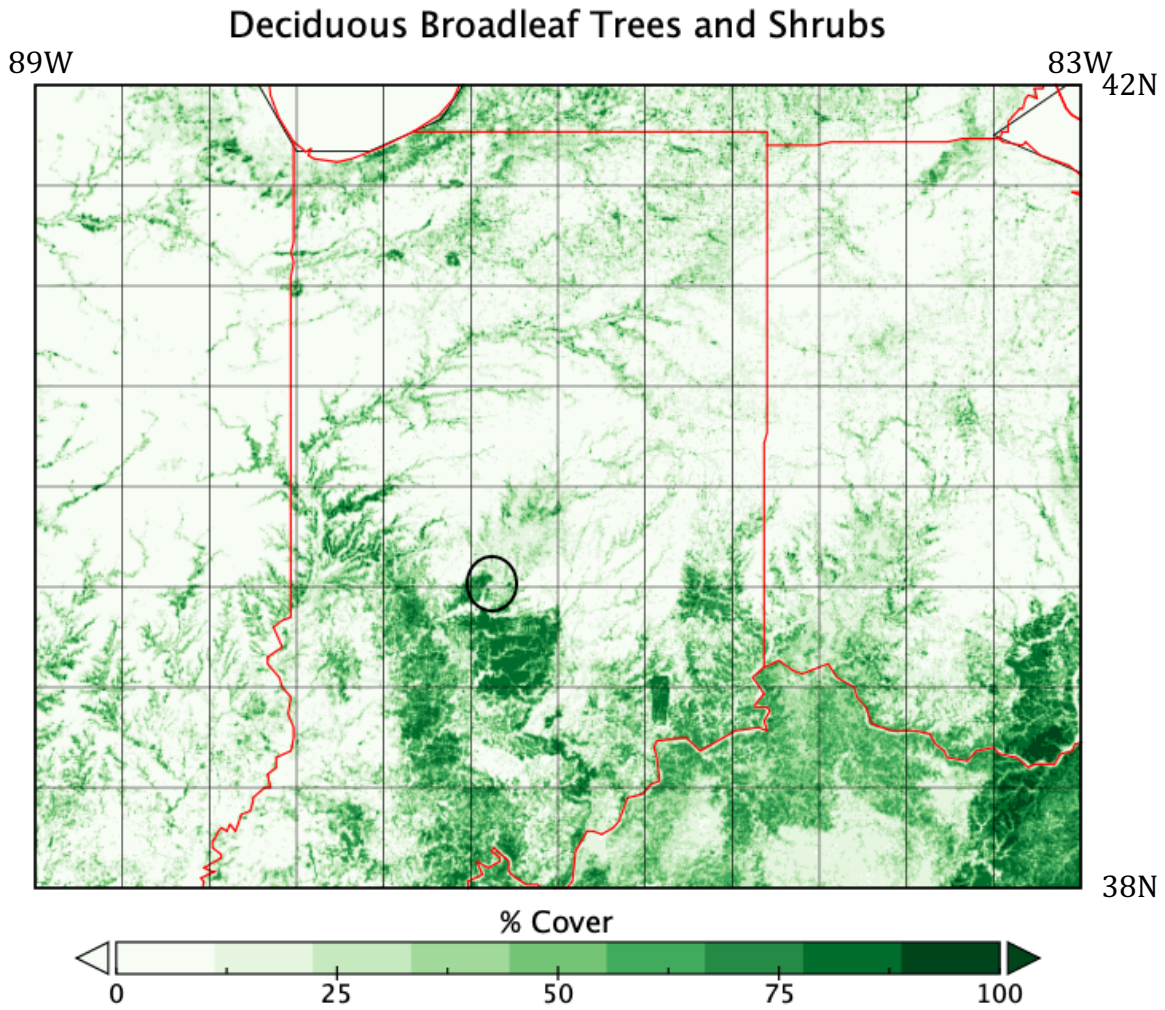 Deciduous Broadleaf Trees and Shrubs
89W 83W
42N
38N
% Cover
0 25 50 75 100